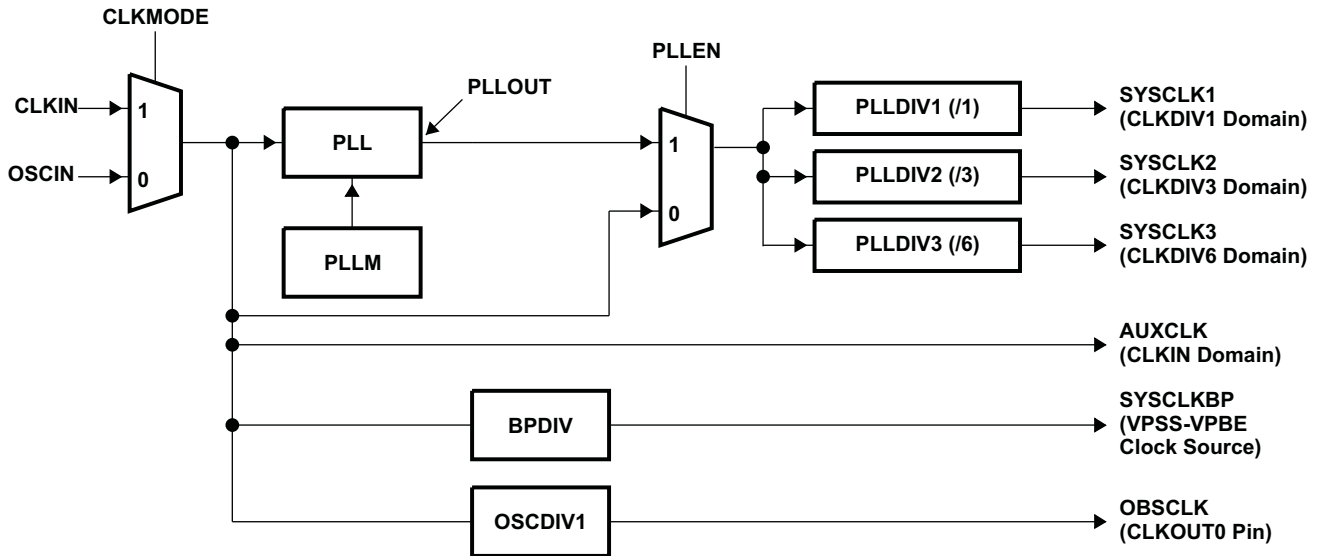 CLKMODE
CLKIN
1
OSCIN
0
PLL
PLLM
PLLOUT
PLLEN
1
0
PLLDIV1 (/1)
SYSCLK1
(CLKDIV1 Domain)
PLLDIV2 (/3)
SYSCLK2
(CLKDIV3 Domain)
PLLDIV3 (/6)
SYSCLK3
(CLKDIV6 Domain)
AUXCLK
(CLKIN Domain)
BPDIV
SYSCLKBP
(VPSS-VPBE
Clock Source)
OSCDIV1
OBSCLK
(CLKOUT0 Pin)